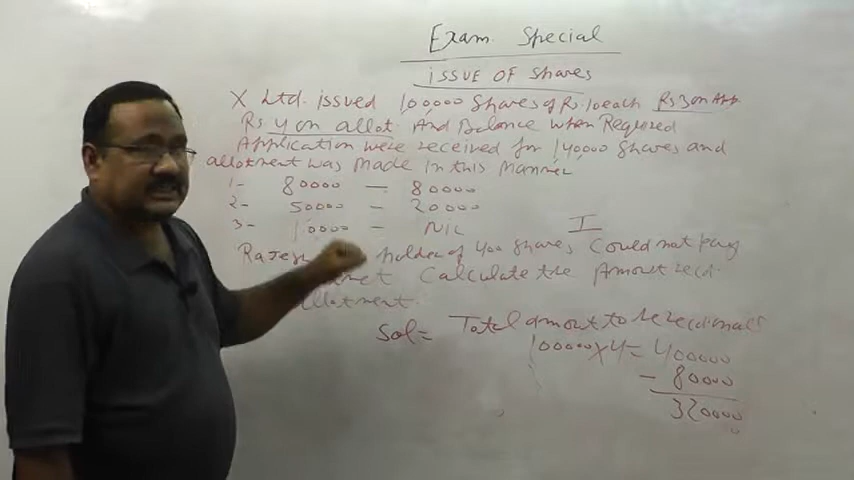 Exam Special
issue of shares
X Ltd. issued 100000 Shares of Rs. 10 each Rs 3 on App.
Rs. 4 on allot. And Balance when Required
Application were received for 140000 shares and
allotment was made in this manner
1- 80000 — 80000
2- 50000 — 20000
3- 10000 — NIL
I
holder of 400 shares could not pay
Calculate the Amount recd.
allotment.
Sol = Total amount to be recd
100000 x 4 = 400000
- 80000
320000